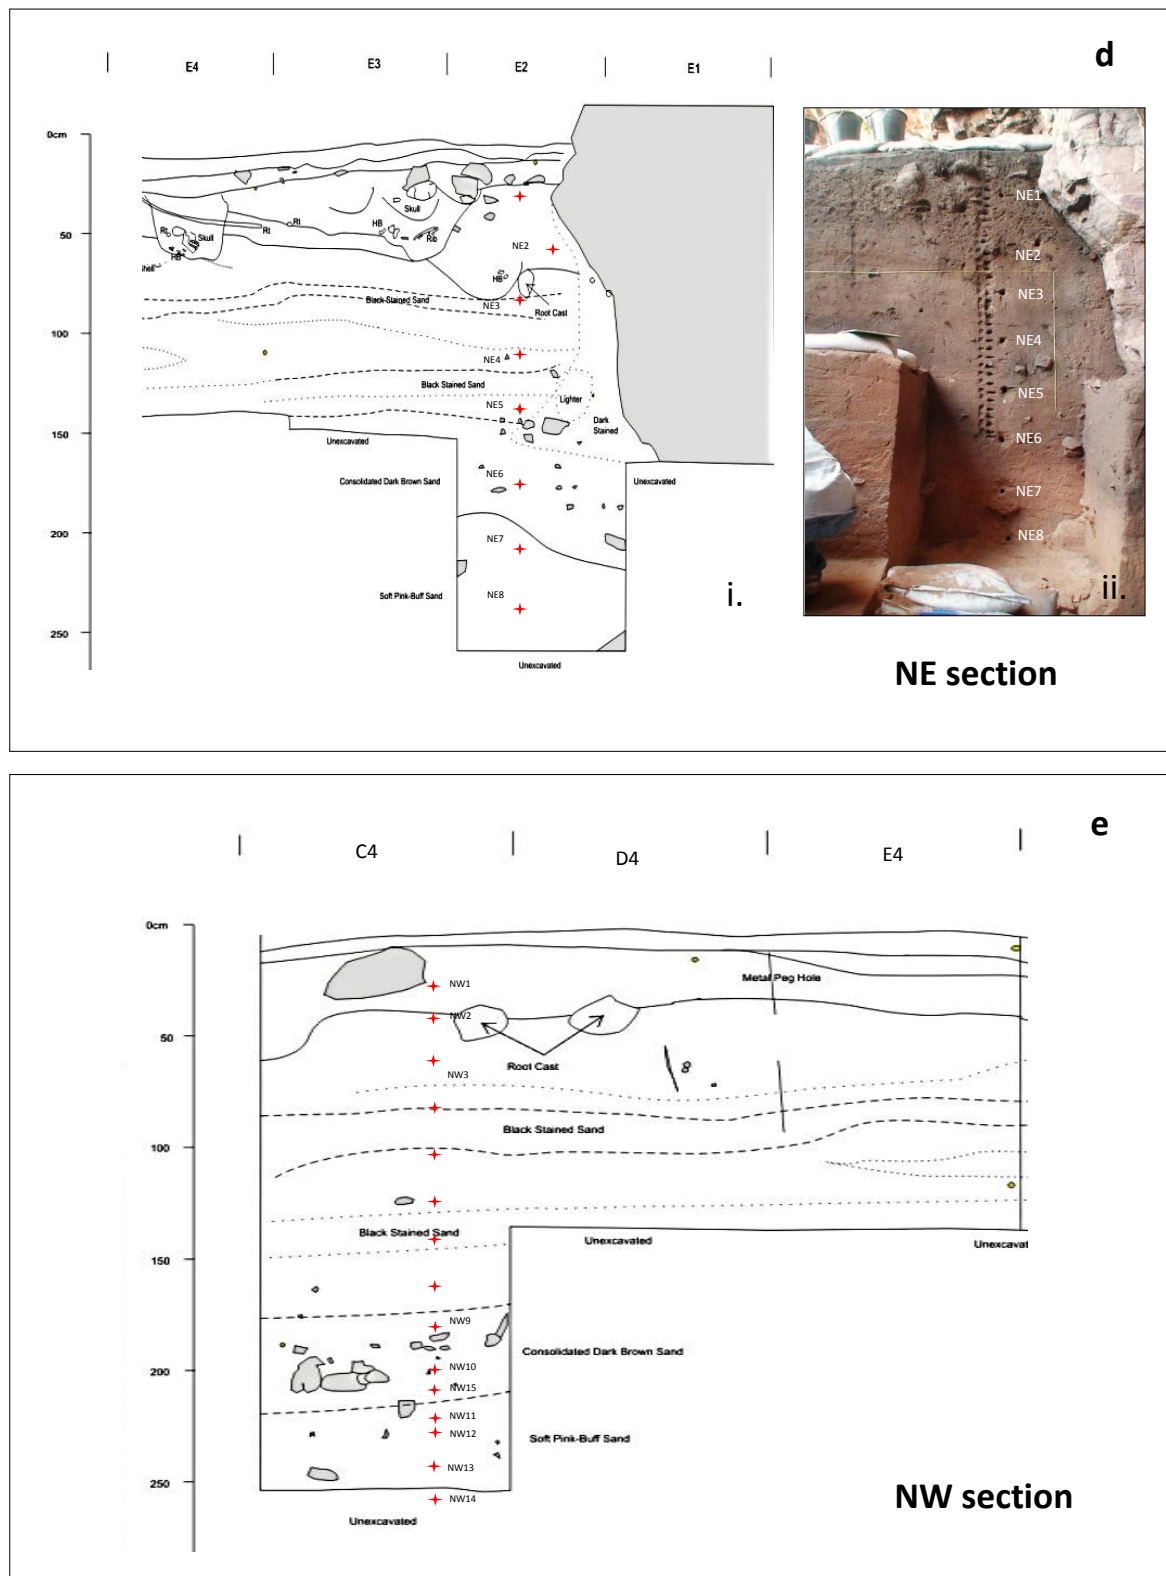 d
E4
E3
E2
E1
0cm
50
100
150
200
250
Skull
Rt
Rt
Rt
Skull
HB
HB
Rib
Shell
NE2
HB
Black Stained Sand
NE3
Root Cast
NE4
Black Stained Sand
Lighter
NE5
Dark
Stained
Unexcavated
Consolidated Dark Brown Sand
NE6
Unexcavated
NE7
Soft Pink-Buff Sand
NE8
Unexcavated
i.
NE1
NE2
NE3
NE4
NE5
NE6
NE7
NE8
ii.
NE section
e
C4
D4
E4
0cm
50
100
150
200
250
NW1
Metal Peg Hole
NW2
Root Cast
NW3
Black Stained Sand
Black Stained Sand
Unexcavated
Unexcavat
NW9
Consolidated Dark Brown Sand
NW10
NW15
NW11
NW12
Soft Pink-Buff Sand
NW13
NW14
Unexcavated
NW section